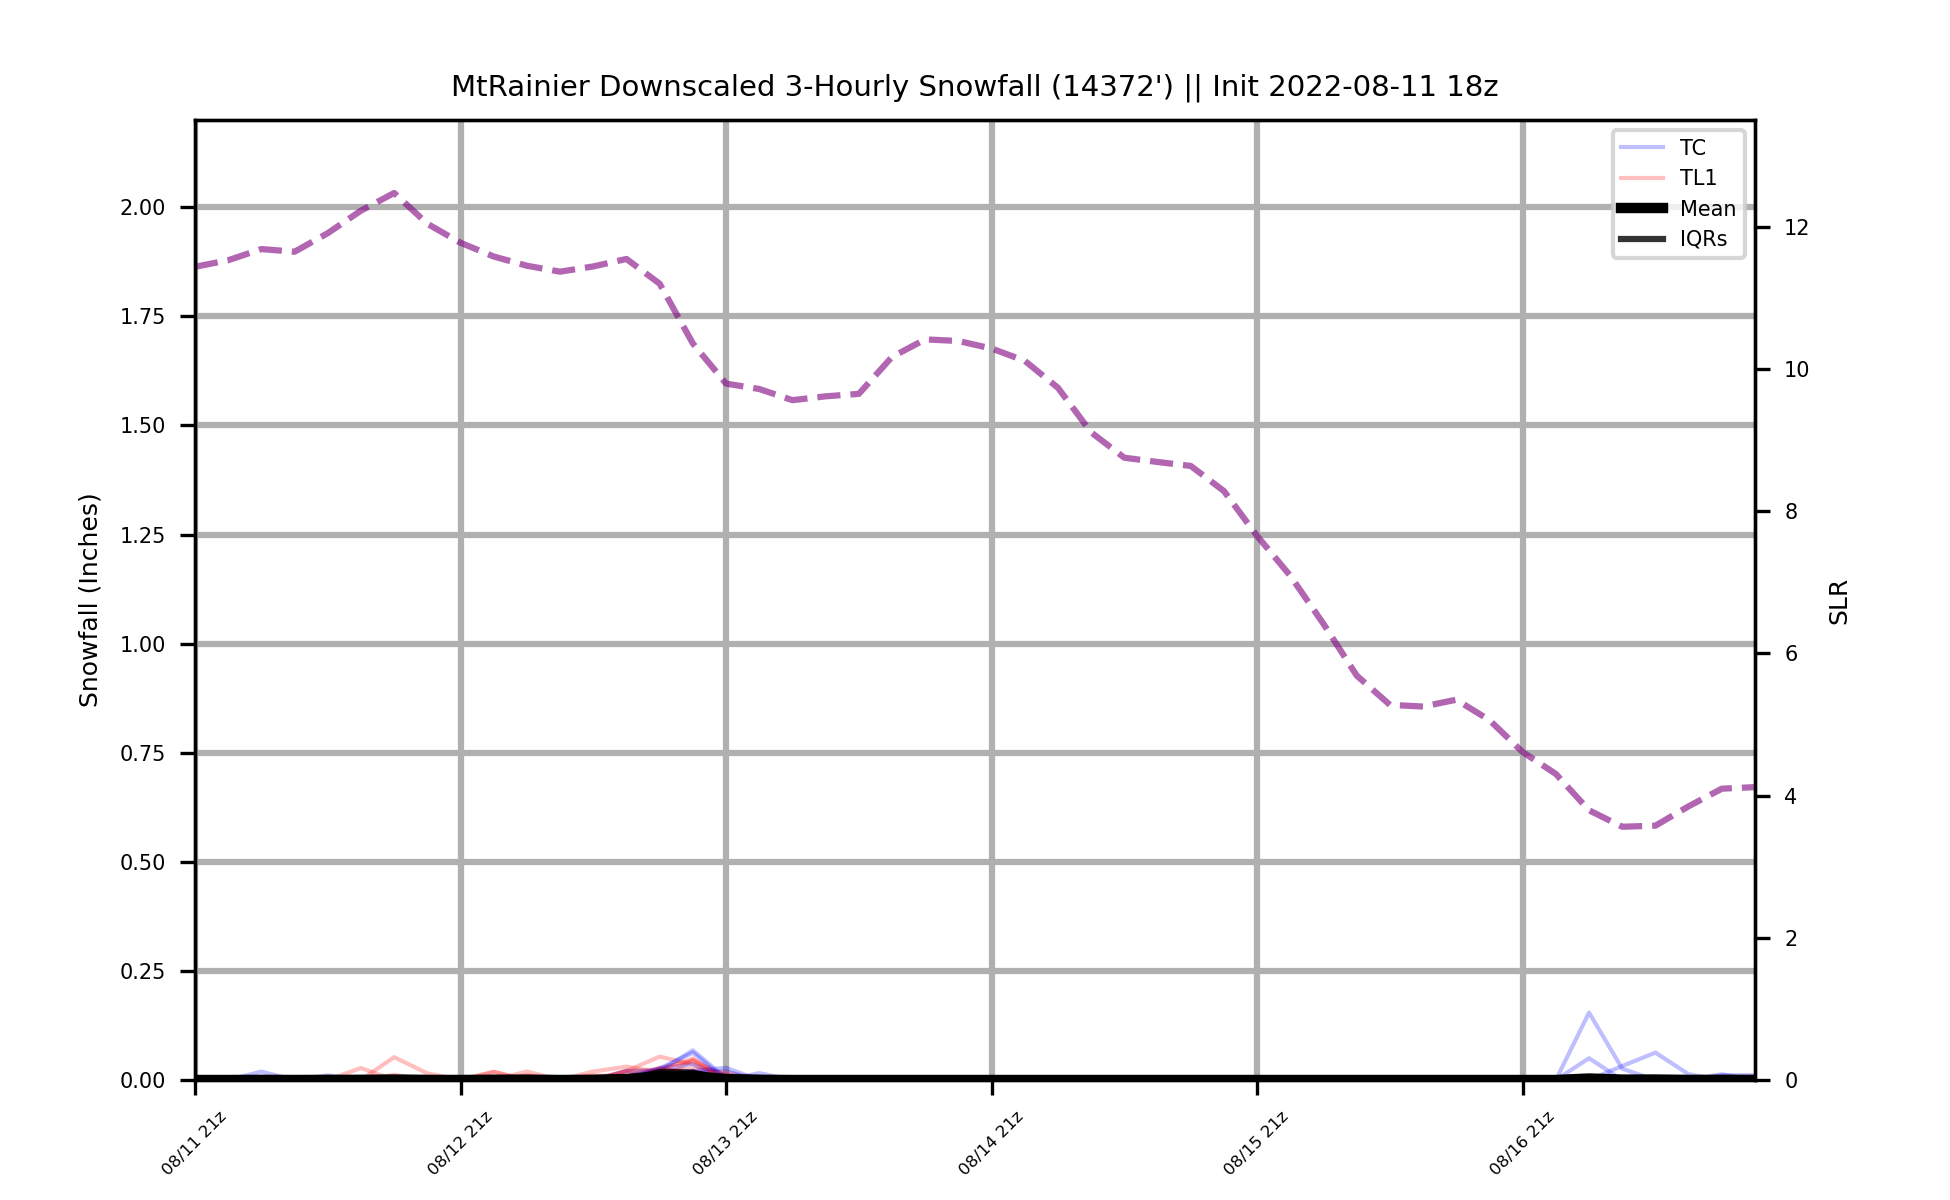 MtRainier Downscaled 3-Hourly Snowfall (14372') || Init 2022-08-11 18z
TC
TL1
Mean
IQRs
Snowfall (Inches)
2.00
1.75
1.50
1.25
1.00
0.75
0.50
0.25
0.00
12
10
8
6
4
2
0
SLR
08/11 21z
08/12 21z
08/13 21z
08/14 21z
08/15 21z
08/16 21z